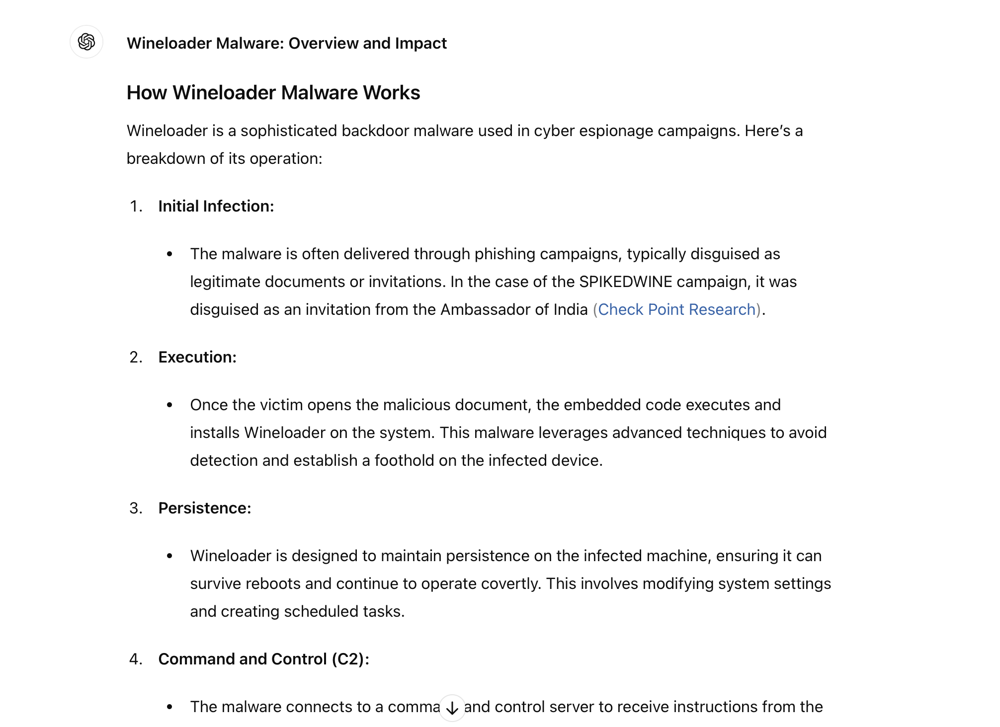 Wineloader Malware: Overview and Impact
How Wineloader Malware Works
Wineloader is a sophisticated backdoor malware used in cyber espionage campaigns. Here’s a
breakdown of its operation:
1. Initial Infection:
• The malware is often delivered through phishing campaigns, typically disguised as
legitimate documents or invitations. In the case of the SPIKEDWINE campaign, it was
disguised as an invitation from the Ambassador of India (Check Point Research).
2. Execution:
• Once the victim opens the malicious document, the embedded code executes and
installs Wineloader on the system. This malware leverages advanced techniques to avoid
detection and establish a foothold on the infected device.
3. Persistence:
• Wineloader is designed to maintain persistence on the infected machine, ensuring it can
survive reboots and continue to operate covertly. This involves modifying system settings
and creating scheduled tasks.
4. Command and Control (C2):
• The malware connects to a comma and control server to receive instructions from the